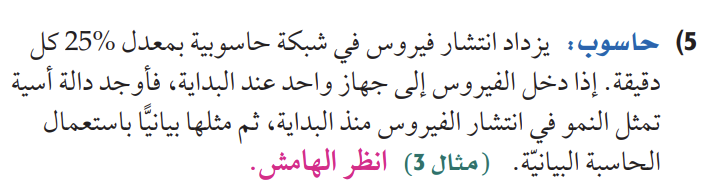 5) حاسوب: يزداد انتشار فيروس في شبكة حاسوبية بمعدل 25% كل
دقيقة. إذا دخل الفيروس إلى جهاز واحد عند البداية، فأوجد دالة أسية
تمثل النمو في انتشار الفيروس منذ البداية، ثم مثلها بيانيًّا باستعمال
الحاسبة البيانيّة. (مثال 3) انظر الهامش.